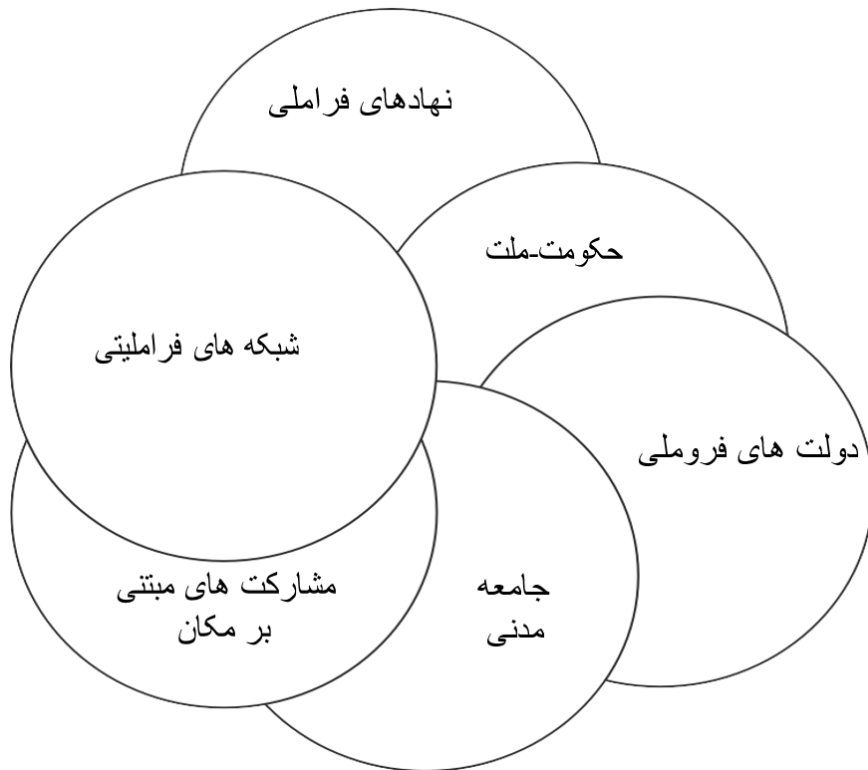 نهادهای فراملی
حکومت-ملت
شبکه های فراملیتی
دولت های فروملی
مشارکت های مبتنی
بر مکان
جامعه
مدنی